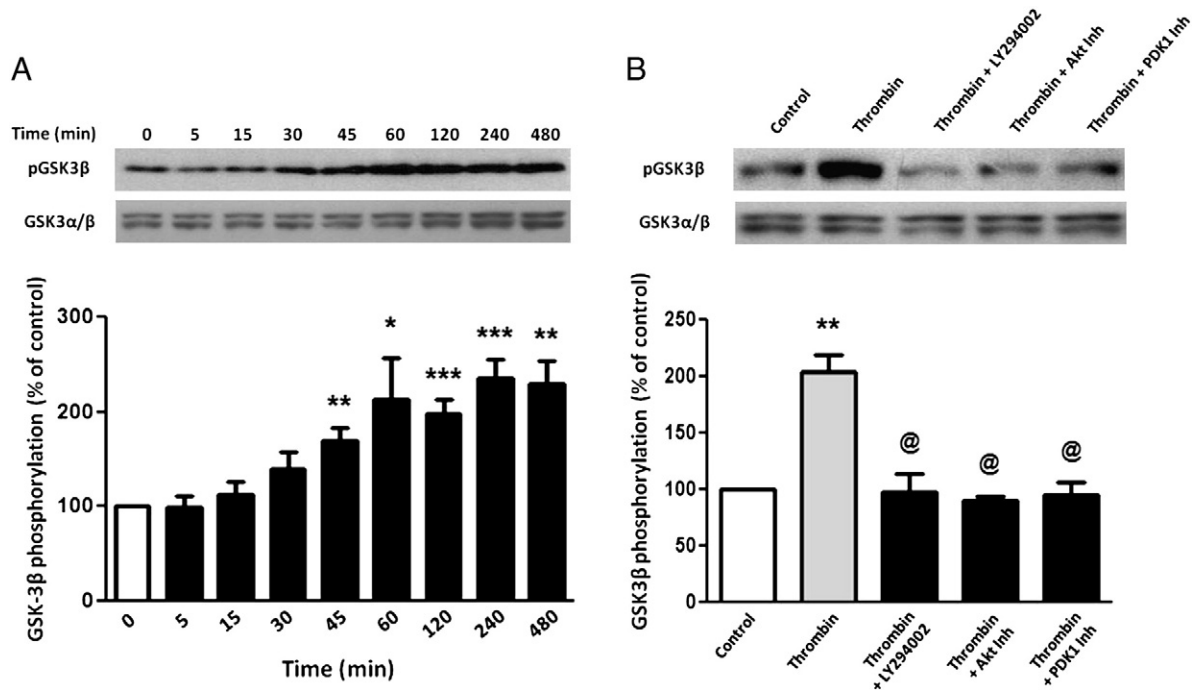 A
Time (min) 0 5 15 30 45 60 120 240 480
pGSK3β
GSK3α/β
GSK-3β phosphorylation (% of control)
300
200
100
0
* *** **
***
**
0 5 15 30 45 60 120 240 480
Time (min)
B
Control
Thrombin
Thrombin + LY294002
Thrombin + Akt Inh
Thrombin + PDK1 Inh
pGSK3β
GSK3α/β
GSK3β phosphorylation (% of control)
250
200
150
100
50
0
**
@ @ @
Control
Thrombin
Thrombin
+ LY294002
Thrombin
+ Akt Inh
Thrombin
+ PDK1 Inh